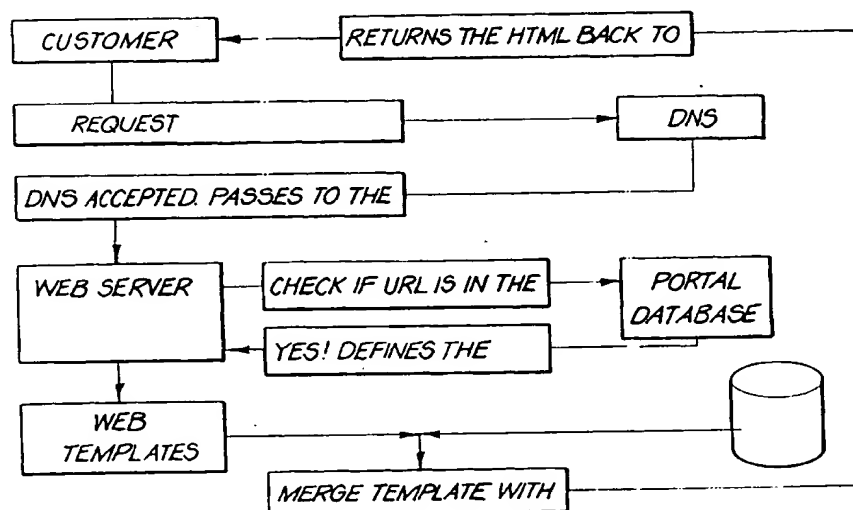 CUSTOMER
RETURNS THE HTML BACK TO
REQUEST
DNS
DNS ACCEPTED. PASSES TO THE
WEB SERVER
CHECK IF URL IS IN THE
PORTAL
DATABASE
YES! DEFINES THE
WEB
TEMPLATES
MERGE TEMPLATE WITH